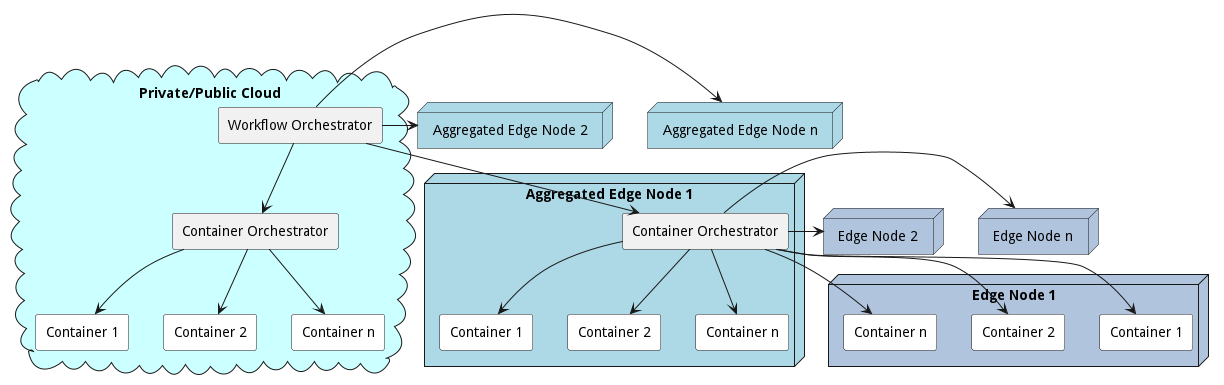 Private/Public Cloud
Workflow Orchestrator
Aggregated Edge Node 2
Aggregated Edge Node n
Aggregated Edge Node 1
Container Orchestrator
Container Orchestrator
Edge Node 2
Edge Node n
Edge Node 1
Container 1
Container 2
Container n
Container 1
Container 2
Container n
Container n
Container 2
Container 1